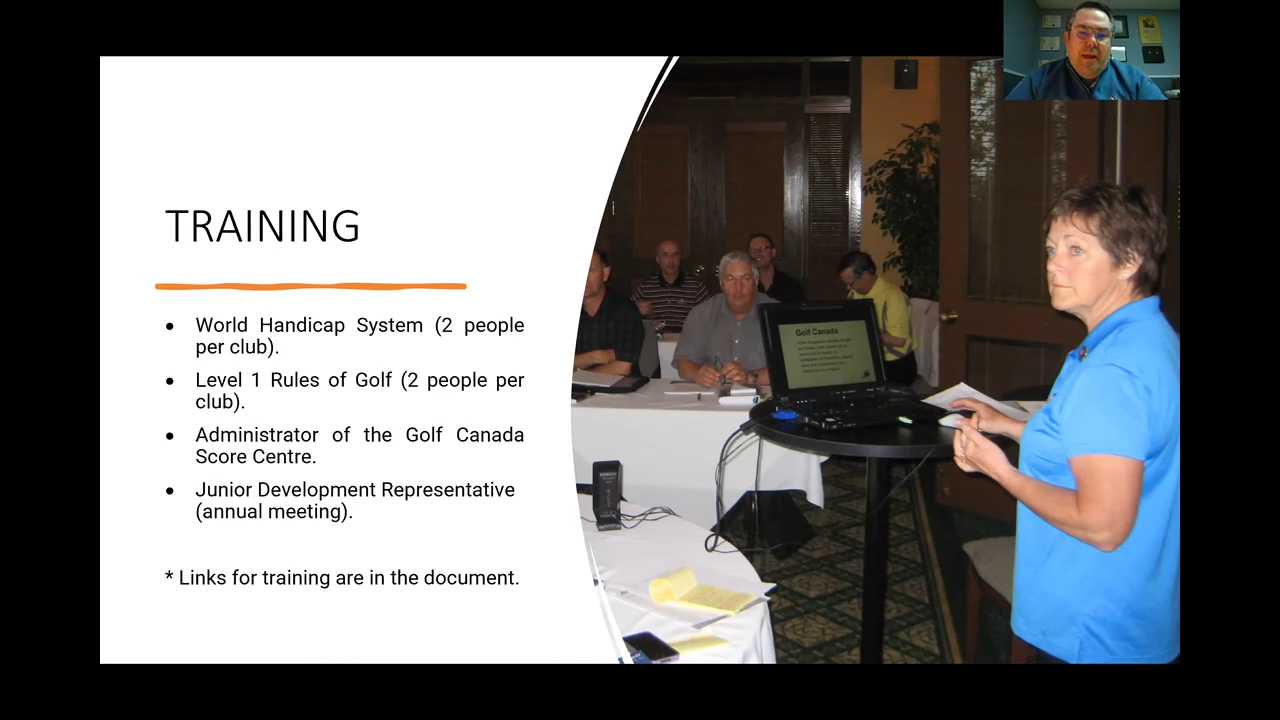 TRAINING
● World Handicap System (2 people
per club).
● Level 1 Rules of Golf (2 people per
club).
● Administrator of the Golf Canada
Score Centre.
● Junior Development Representative
(annual meeting).
* Links for training are in the document.
Golf Canada